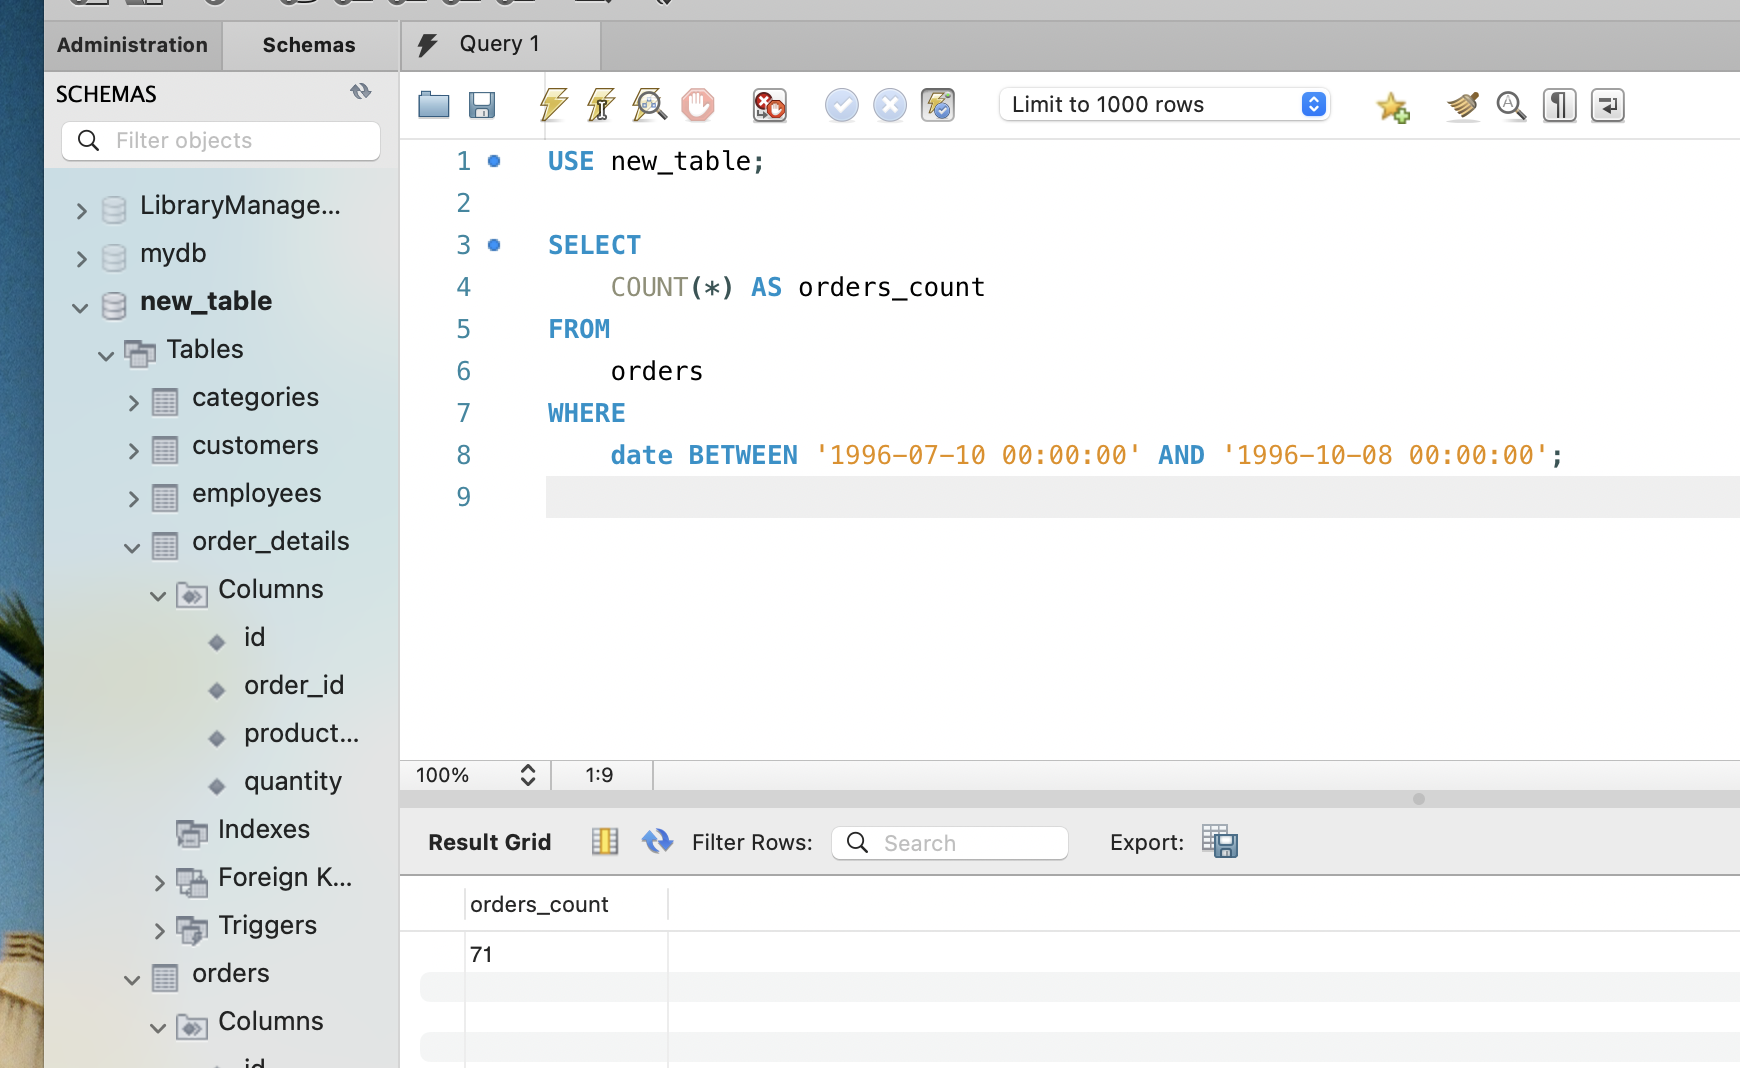 Administration
Schemas
Query 1
SCHEMAS
Filter objects
LibraryManage...
mydb
new_table
Tables
categories
customers
employees
order_details
Columns
id
order_id
product...
quantity
Indexes
Foreign K...
Triggers
orders
Columns
id
Limit to 1000 rows
1 USE new_table;
2
3 SELECT
4 COUNT(*) AS orders_count
5 FROM
6 orders
7 WHERE
8 date BETWEEN '1996-07-10 00:00:00' AND '1996-10-08 00:00:00';
9
100% 1:9
Result Grid Filter Rows: Search Export:
orders_count
71